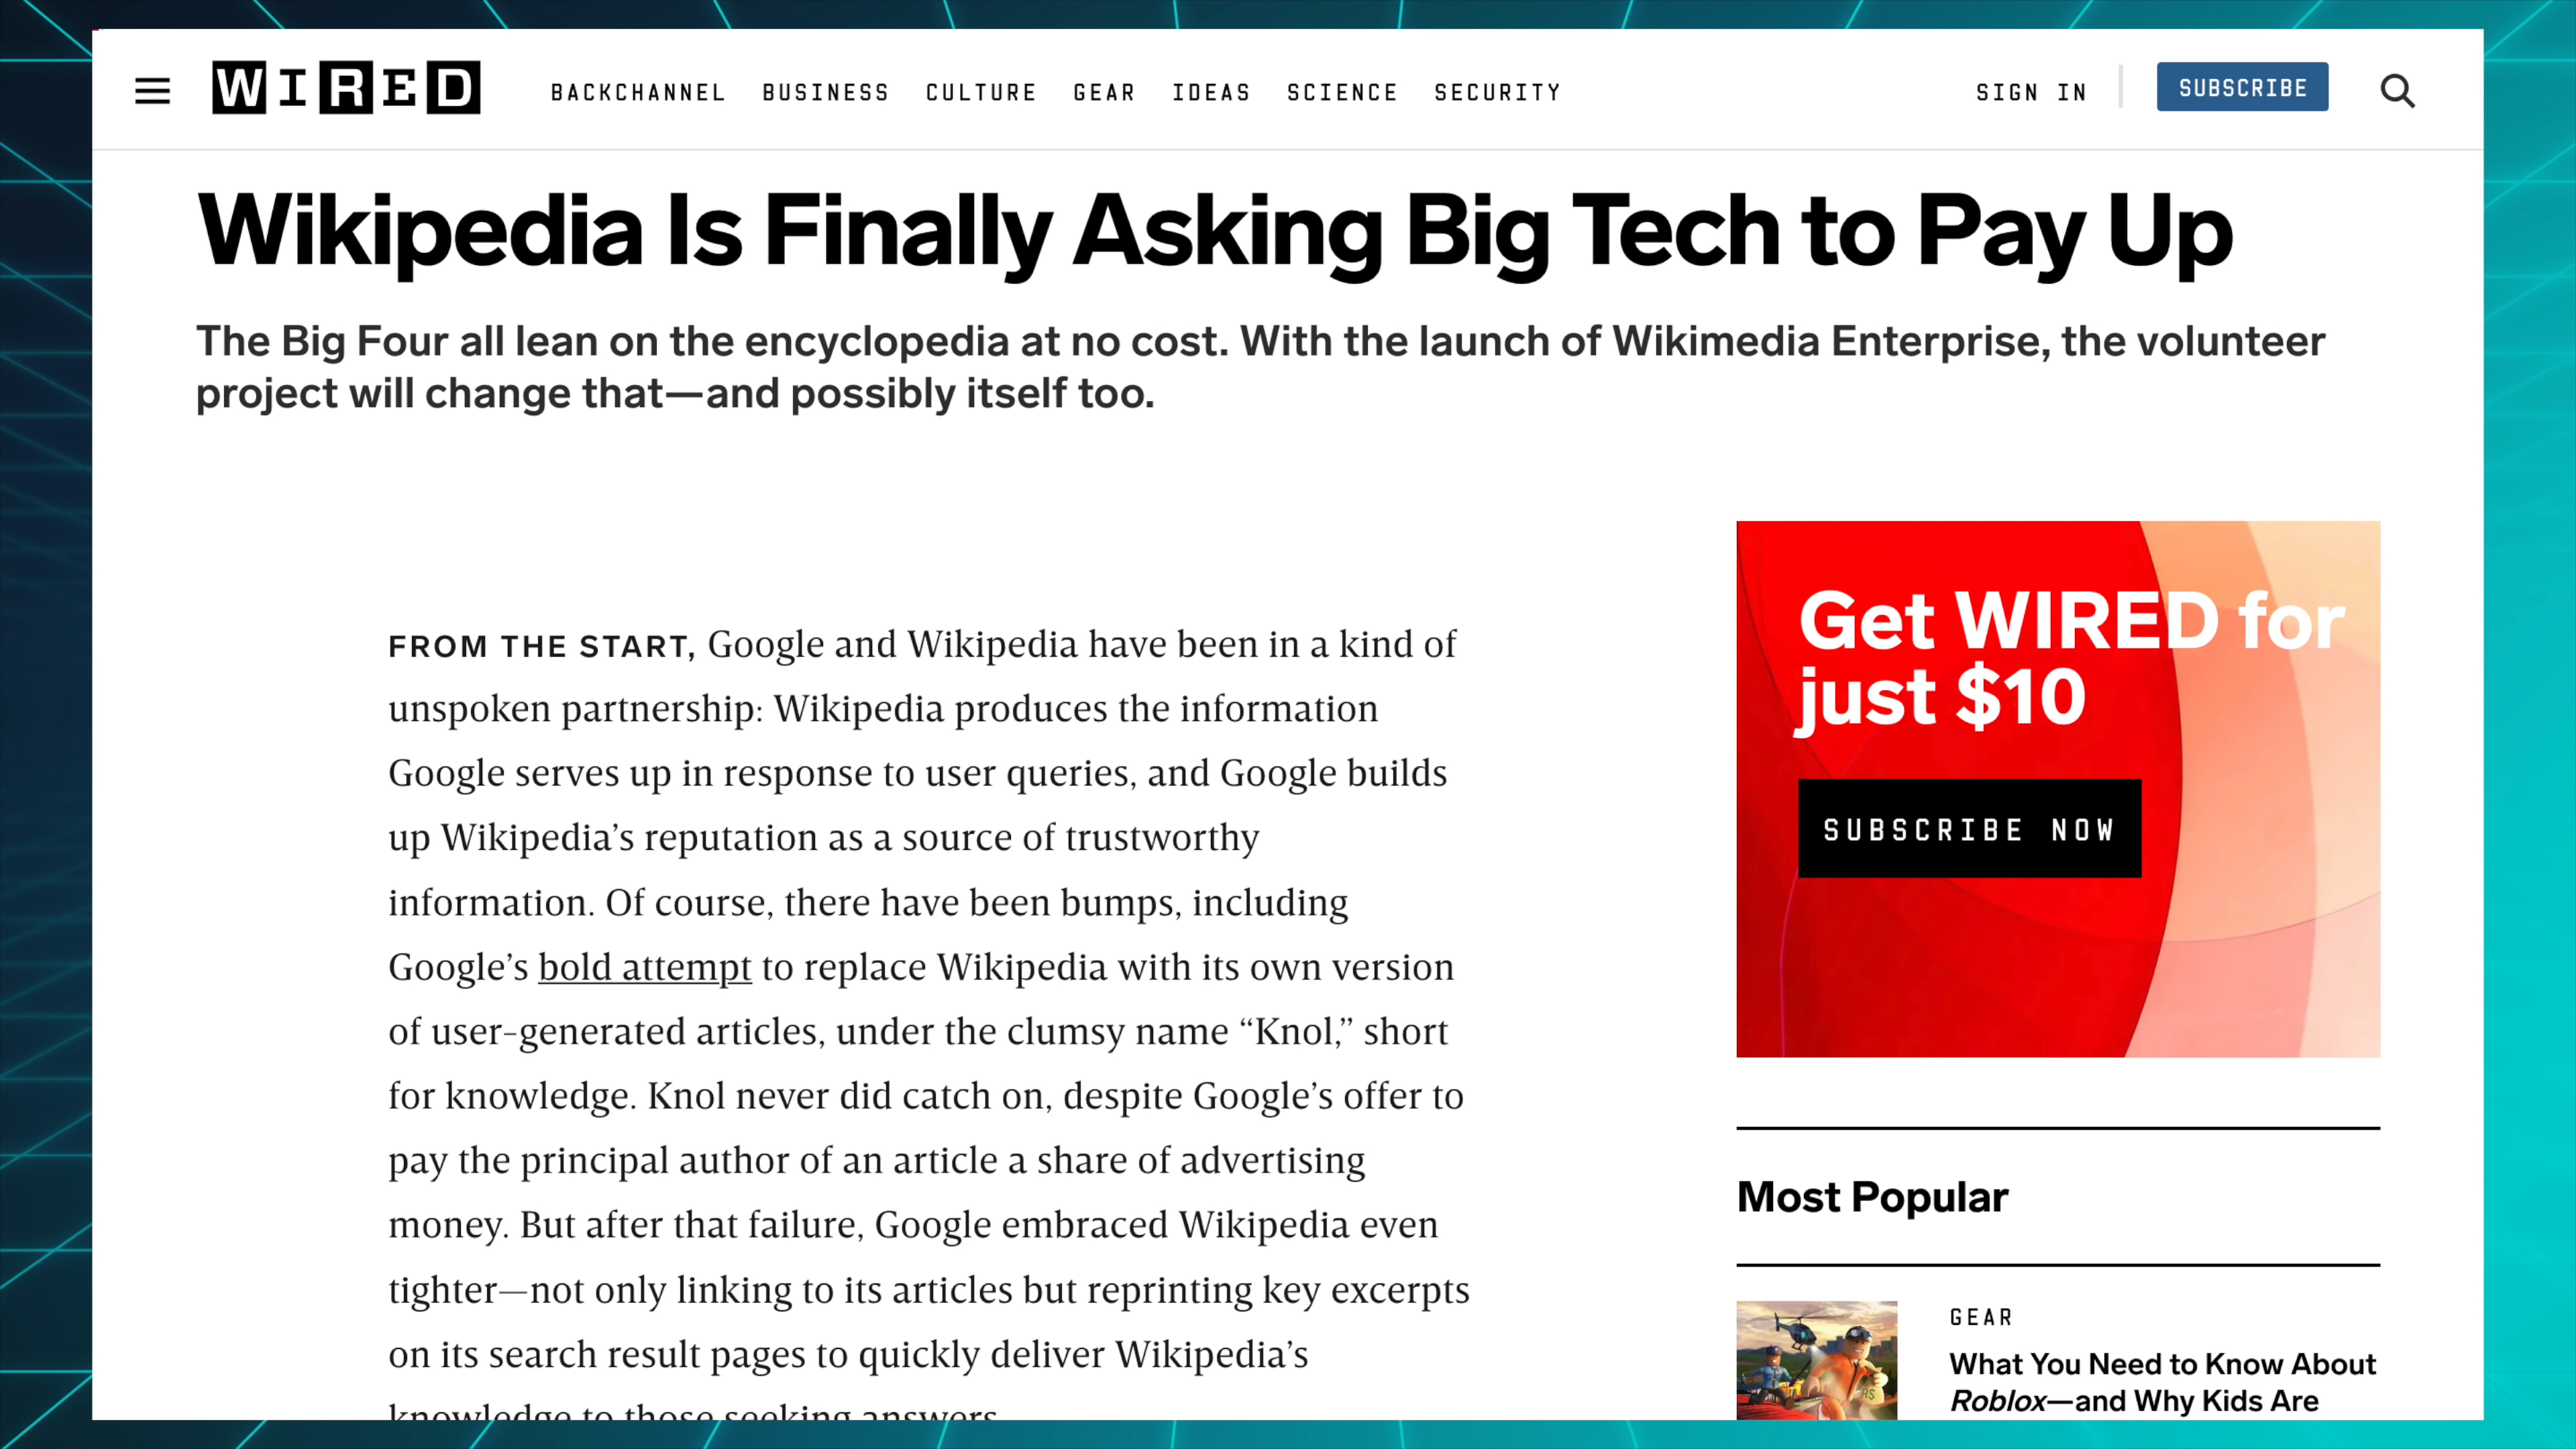 WIRED
BACKCHANNEL BUSINESS CULTURE GEAR IDEAS SCIENCE SECURITY
SIGN IN
SUBSCRIBE
Wikipedia Is Finally Asking Big Tech to Pay Up
The Big Four all lean on the encyclopedia at no cost. With the launch of Wikimedia Enterprise, the volunteer
project will change that—and possibly itself too.
FROM THE START, Google and Wikipedia have been in a kind of
unspoken partnership: Wikipedia produces the information
Google serves up in response to user queries, and Google builds
up Wikipedia’s reputation as a source of trustworthy
information. Of course, there have been bumps, including
Google’s bold attempt to replace Wikipedia with its own version
of user-generated articles, under the clumsy name “Knol,” short
for knowledge. Knol never did catch on, despite Google’s offer to
pay the principal author of an article a share of advertising
money. But after that failure, Google embraced Wikipedia even
tighter—not only linking to its articles but reprinting key excerpts
on its search result pages to quickly deliver Wikipedia’s
knowledge to those seeking answers.
Get WIRED for
just $10
SUBSCRIBE NOW
Most Popular
GEAR
What You Need to Know About
Roblox—and Why Kids Are
R$